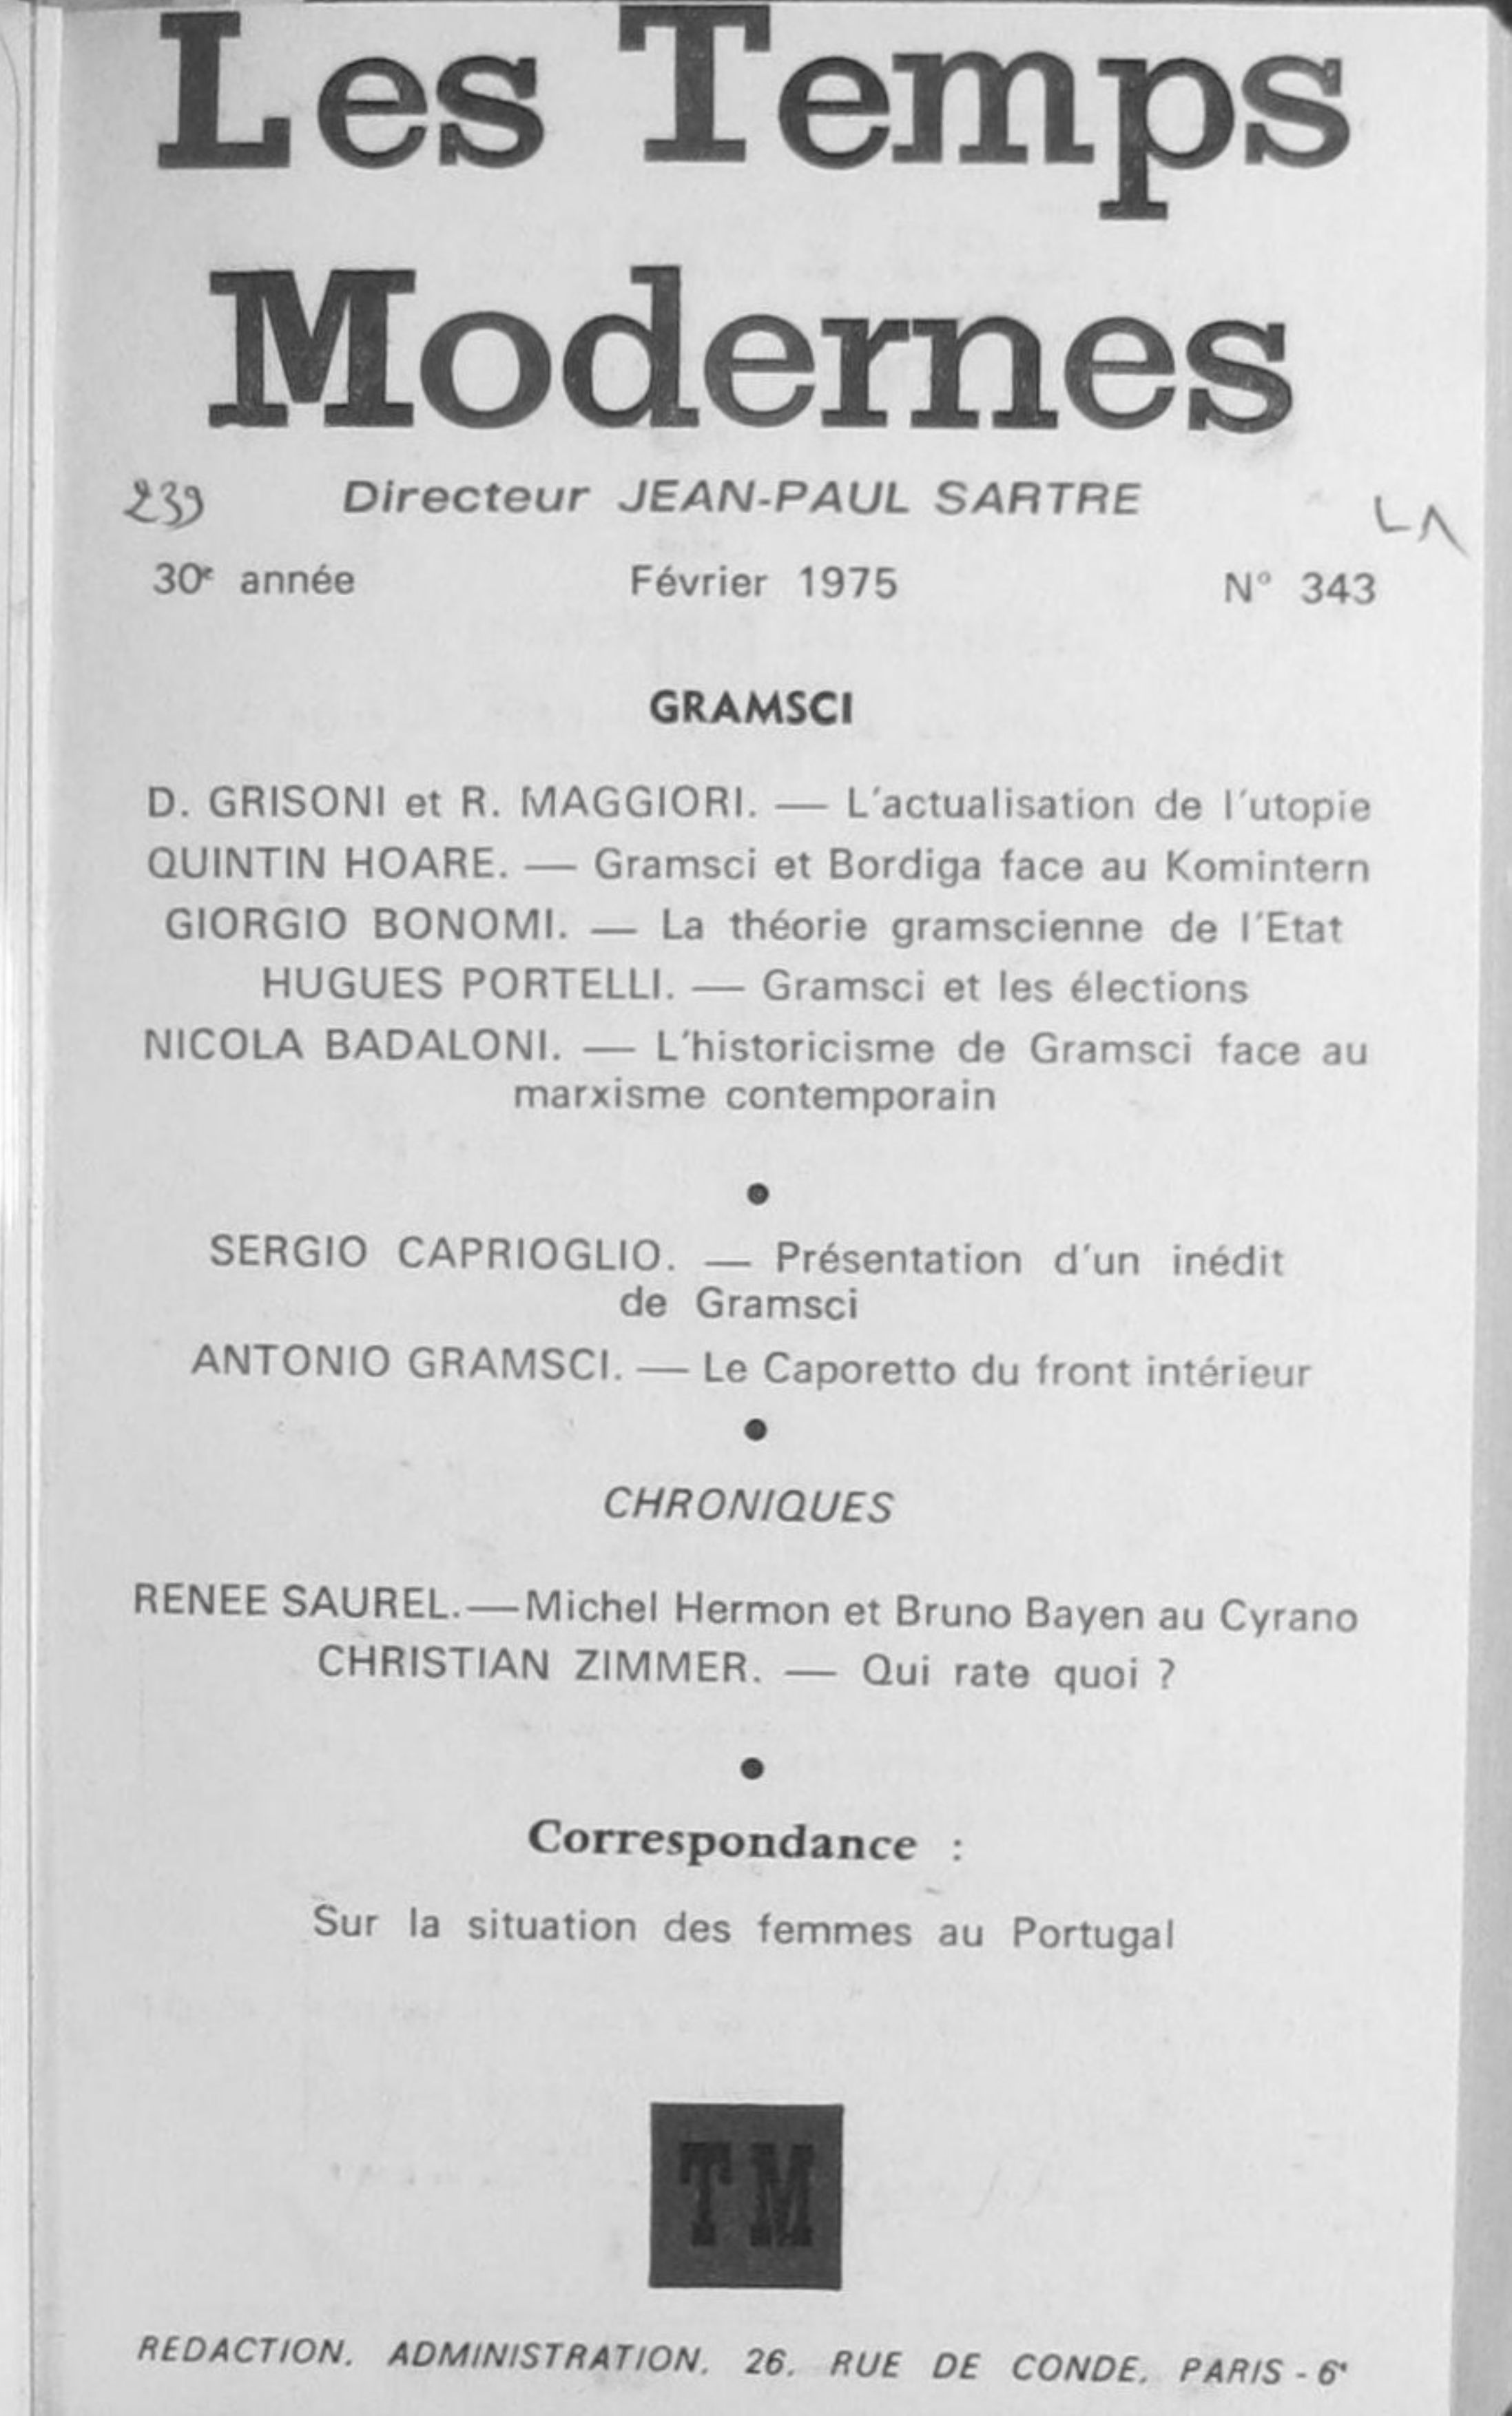 Les Temps
Modernes
239
Directeur JEAN-PAUL SARTRE
LA
30e année Février 1975 N° 343
GRAMSCI
D. GRISONI et R. MAGGIORI. — L'actualisation de l'utopie
QUINTIN HOARE. — Gramsci et Bordiga face au Komintern
GIORGIO BONOMI. — La théorie gramscienne de l'Etat
HUGUES PORTELLI. — Gramsci et les élections
NICOLA BADALONI. — L'historicisme de Gramsci face au
marxisme contemporain
●
SERGIO CAPRIOGLIO. — Présentation d'un inédit
de Gramsci
ANTONIO GRAMSCI. — Le Caporetto du front intérieur
●
CHRONIQUES
RENEE SAUREL.—Michel Hermon et Bruno Bayen au Cyrano
CHRISTIAN ZIMMER. — Qui rate quoi ?
●
Correspondance :
Sur la situation des femmes au Portugal
TM
REDACTION, ADMINISTRATION, 26, RUE DE CONDE, PARIS - 6e